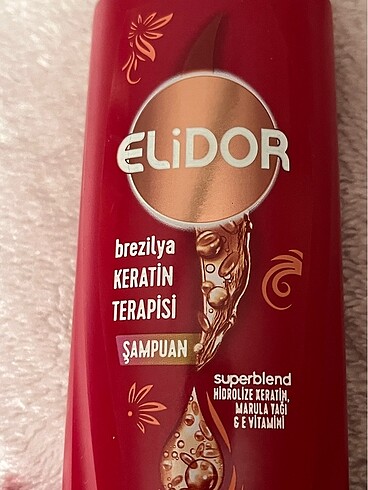 ELiDOR
brezilya
KERATİN
TERAPİSİ
ŞAMPUAN
superblend
HİDROLİZE KERATİN,
MARULA YAĞI
& E VİTAMİNİ